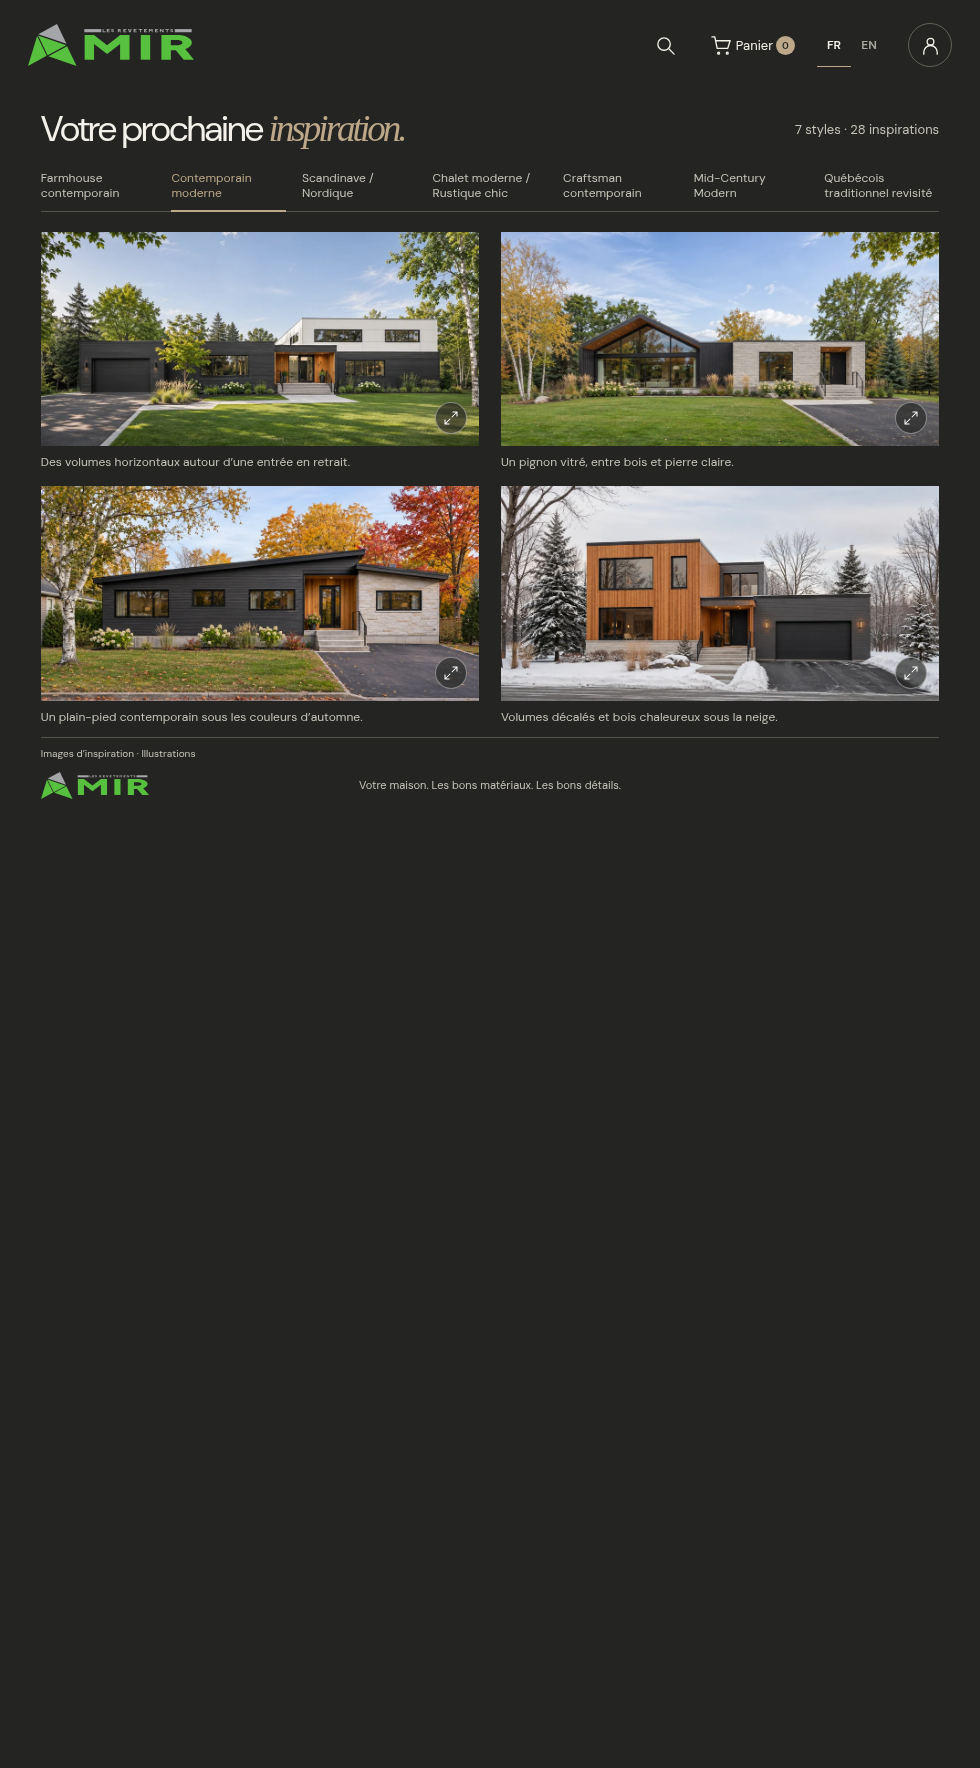 LES REVÊTEMENTS
MIR
Panier 0
FR
EN
Votre prochaine inspiration.
7 styles · 28 inspirations
Farmhouse
contemporain
Contemporain
moderne
Scandinave /
Nordique
Chalet moderne /
Rustique chic
Craftsman
contemporain
Mid-Century
Modern
Québécois
traditionnel revisité
Des volumes horizontaux autour d’une entrée en retrait.
Un pignon vitré, entre bois et pierre claire.
Un plain-pied contemporain sous les couleurs d’automne.
Volumes décalés et bois chaleureux sous la neige.
Images d’inspiration · Illustrations
LES REVÊTEMENTS
MIR
Votre maison. Les bons matériaux. Les bons détails.